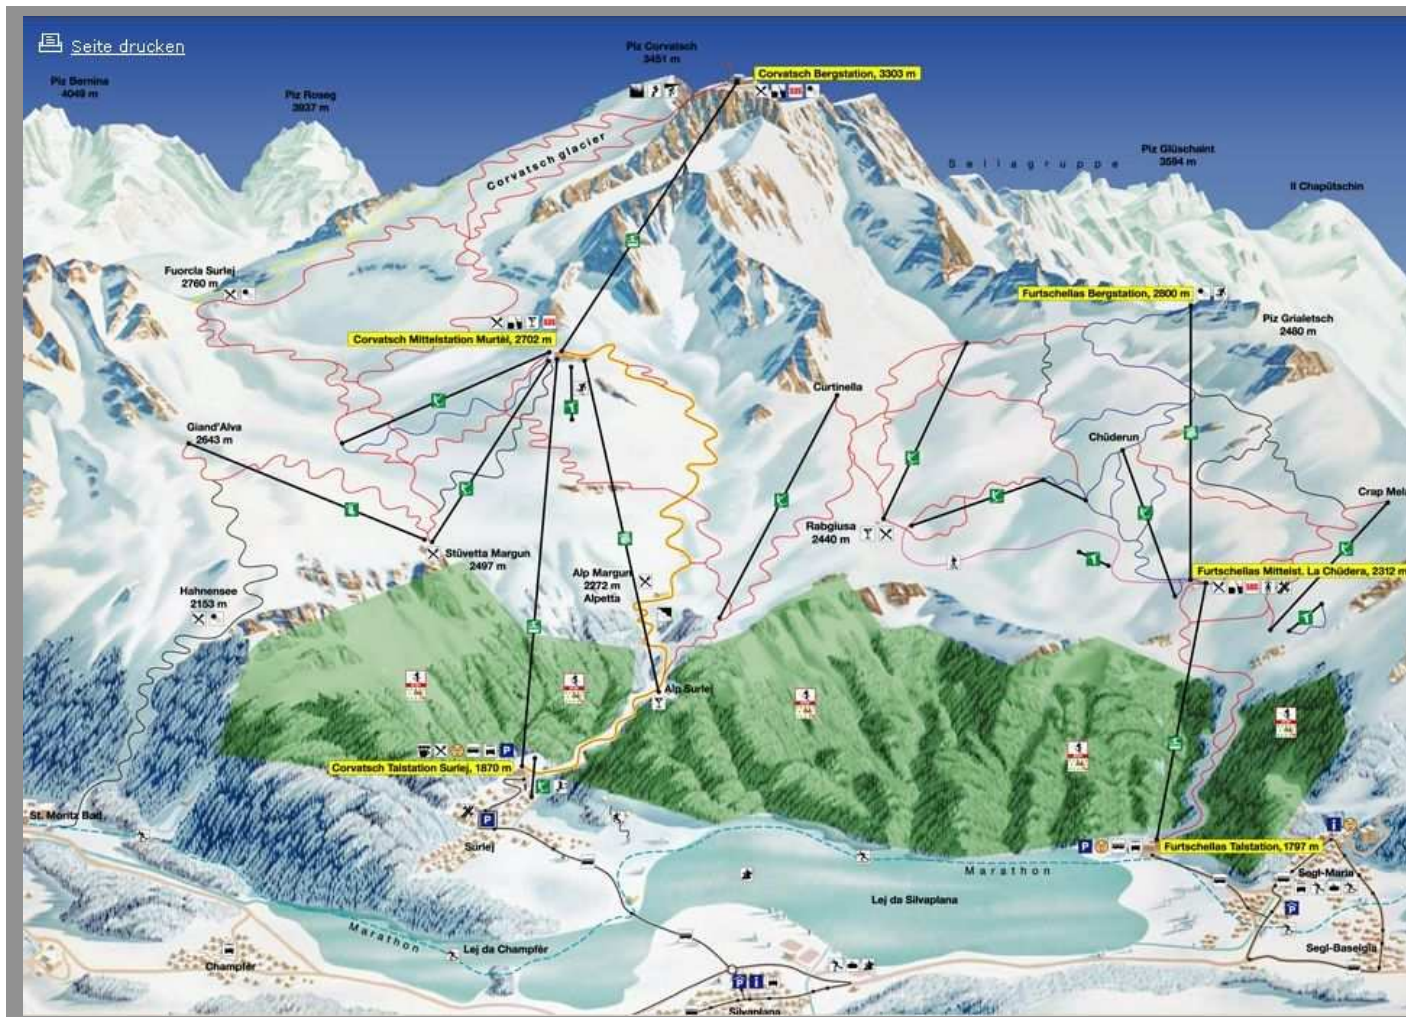 Seite drucken
Piz Bernina
4049 m
Piz Roseg
3937 m
Piz Corvatsch
3451 m
Corvatsch Bergstation, 3303 m
Corvatsch glacier
Sellagruppe
Piz Glüschaint
3594 m
Il Chapütschin
Fuorcla Surlej
2760 m
Furtschellas Bergstation, 2800 m
Piz Grialetsch
2480 m
Corvatsch Mittelstation Murtèl, 2702 m
Curtinella
Giand'Alva
2643 m
Chüderun
Crap Mela
Rabgiusa
2440 m
Stüvetta Margun
2497 m
Alp Margun
2272 m
Alpetta
Furtschellas Mittelst. La Chüdera, 2312 m
Hahnensee
2153 m
Alp Surlej
P
Corvatsch Talstation Surlej, 1870 m
St. Moritz Bad
P
Surlej
P
Furtschellas Talstation, 1797 m
i
Marathon
Segl-Maria
Lej da Silvaplana
P
Marathon
Lej da Champfèr
Segl-Baselgia
Champfèr
P
i
Silvaplana